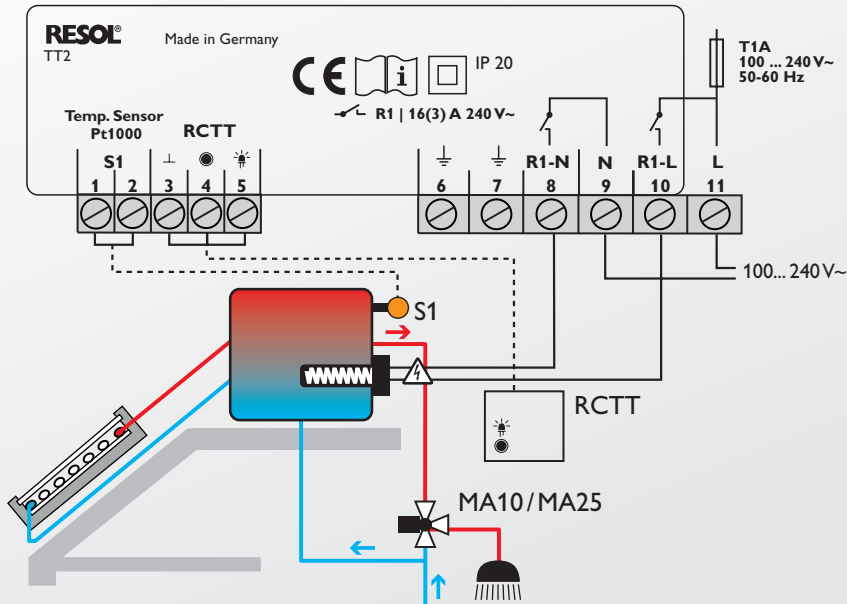 RESOL®
TT2
Made in Germany
CE
i
IP 20
R1 | 16(3) A 240 V~
T1A
100 ... 240 V~
50-60 Hz
Temp. Sensor
Pt1000
RCTT
S1
⊥
R1-N
N
R1-L
L
1 2 3 4 5
6 7 8 9 10 11
100... 240 V~
S1
RCTT
MA10/MA25